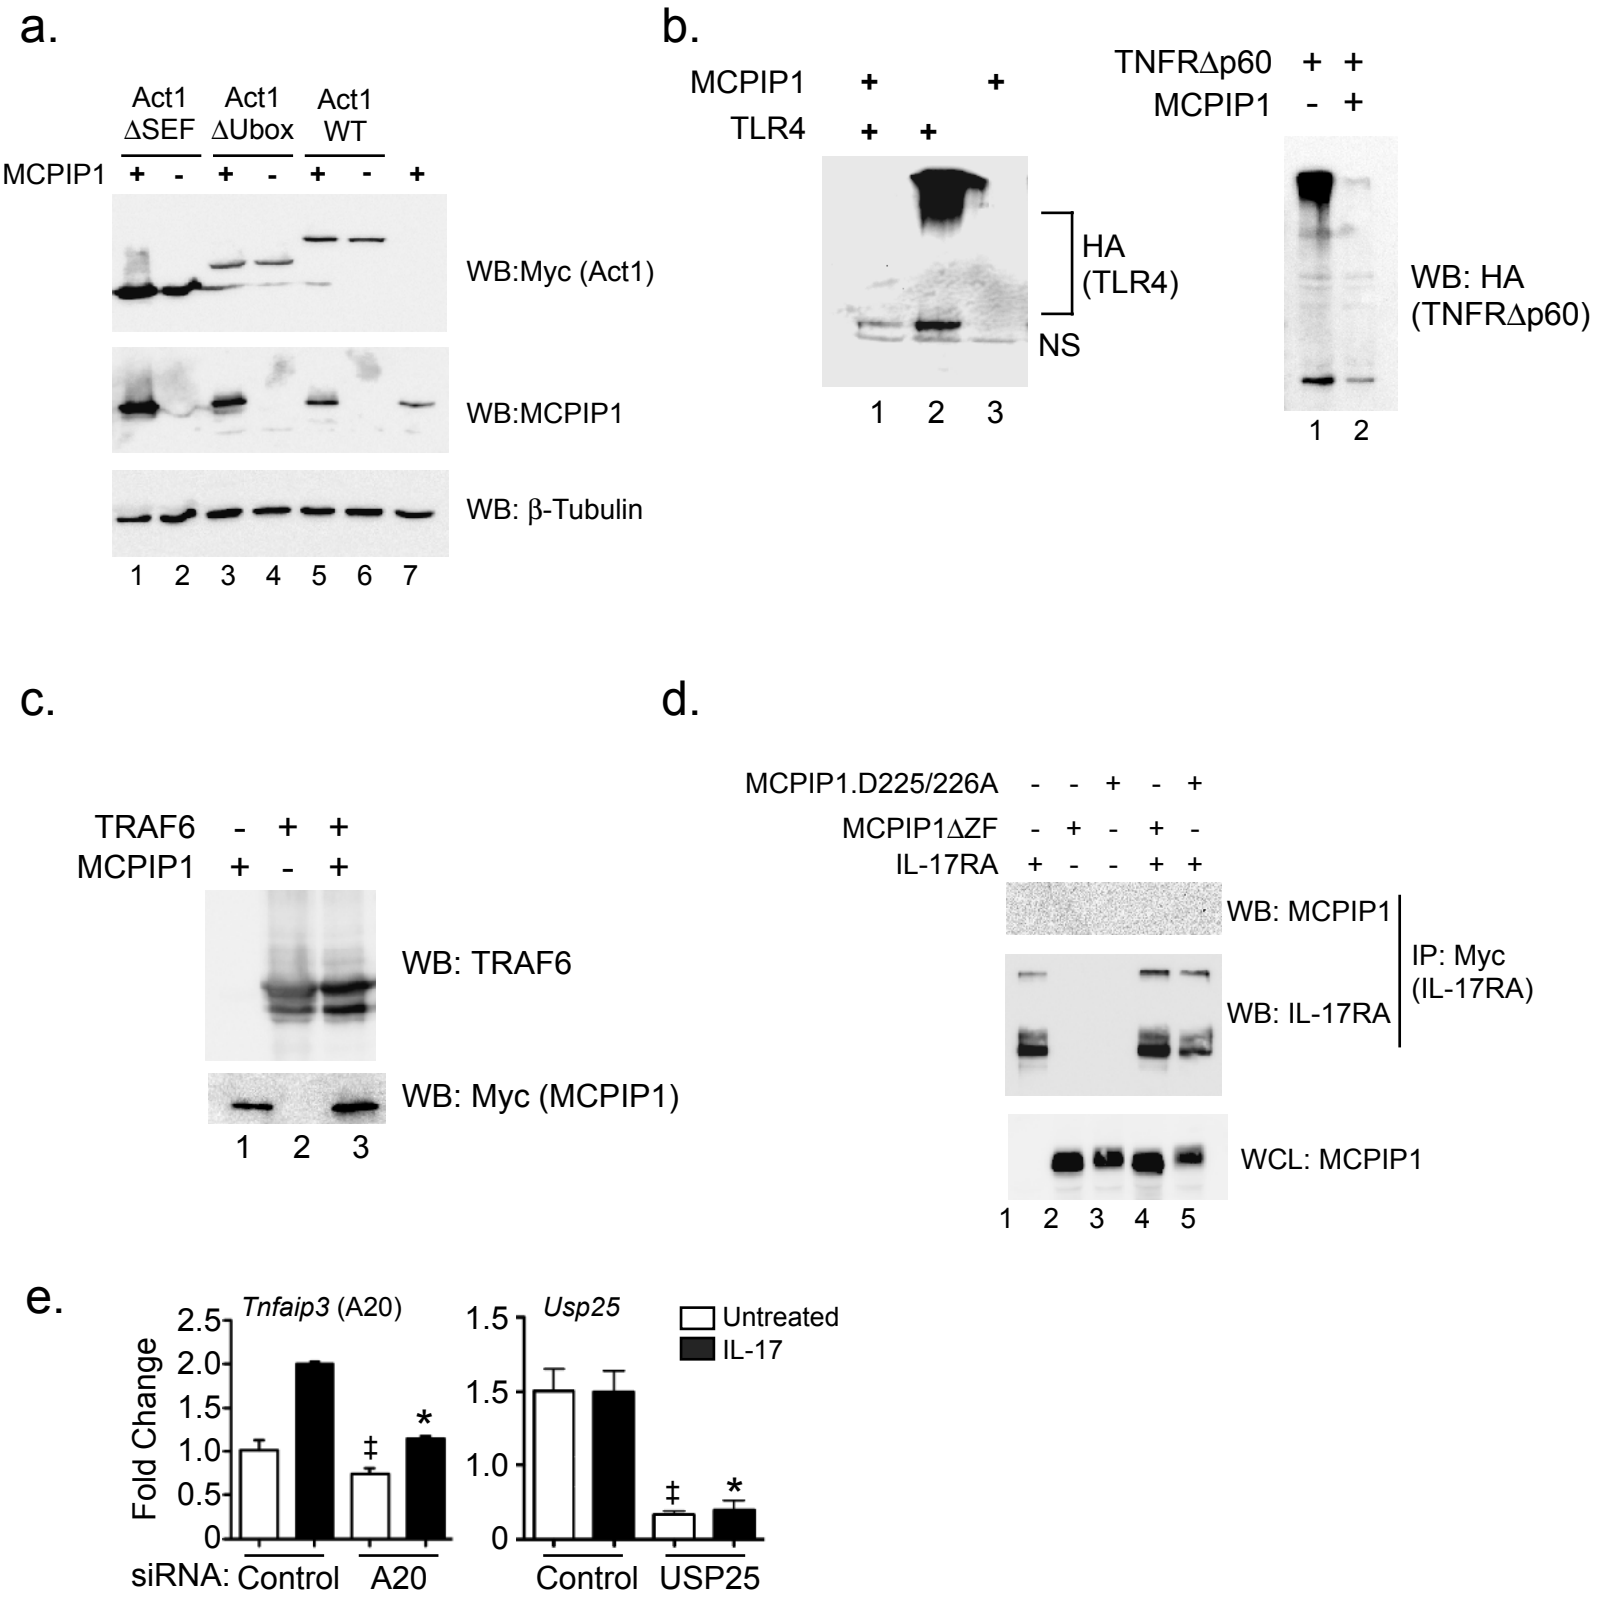 a.
Act1 Act1 Act1
ΔSEF ΔUbox WT
MCPIP1 + - + - + - +
WB:Myc (Act1)
WB:MCPIP1
WB: β-Tubulin
1 2 3 4 5 6 7
b.
MCPIP1 + +
TLR4 + +
HA
(TLR4)
NS
1 2 3
TNFRΔp60 + +
MCPIP1 - +
WB: HA
(TNFRΔp60)
1 2
c.
TRAF6 - + +
MCPIP1 + - +
WB: TRAF6
WB: Myc (MCPIP1)
1 2 3
d.
MCPIP1.D225/226A - - + - +
MCPIP1ΔZF - + - + -
IL-17RA + - - + +
WB: MCPIP1
WB: IL-17RA
IP: Myc
(IL-17RA)
WCL: MCPIP1
1 2 3 4 5
e.
Tnfaip3 (A20)
Fold Change
2.5
2.0
1.5
1.0
0.5
0
‡ *
siRNA: Control A20
Usp25
1.5
1.5
1.0
0
‡ *
Control USP25
Untreated
IL-17